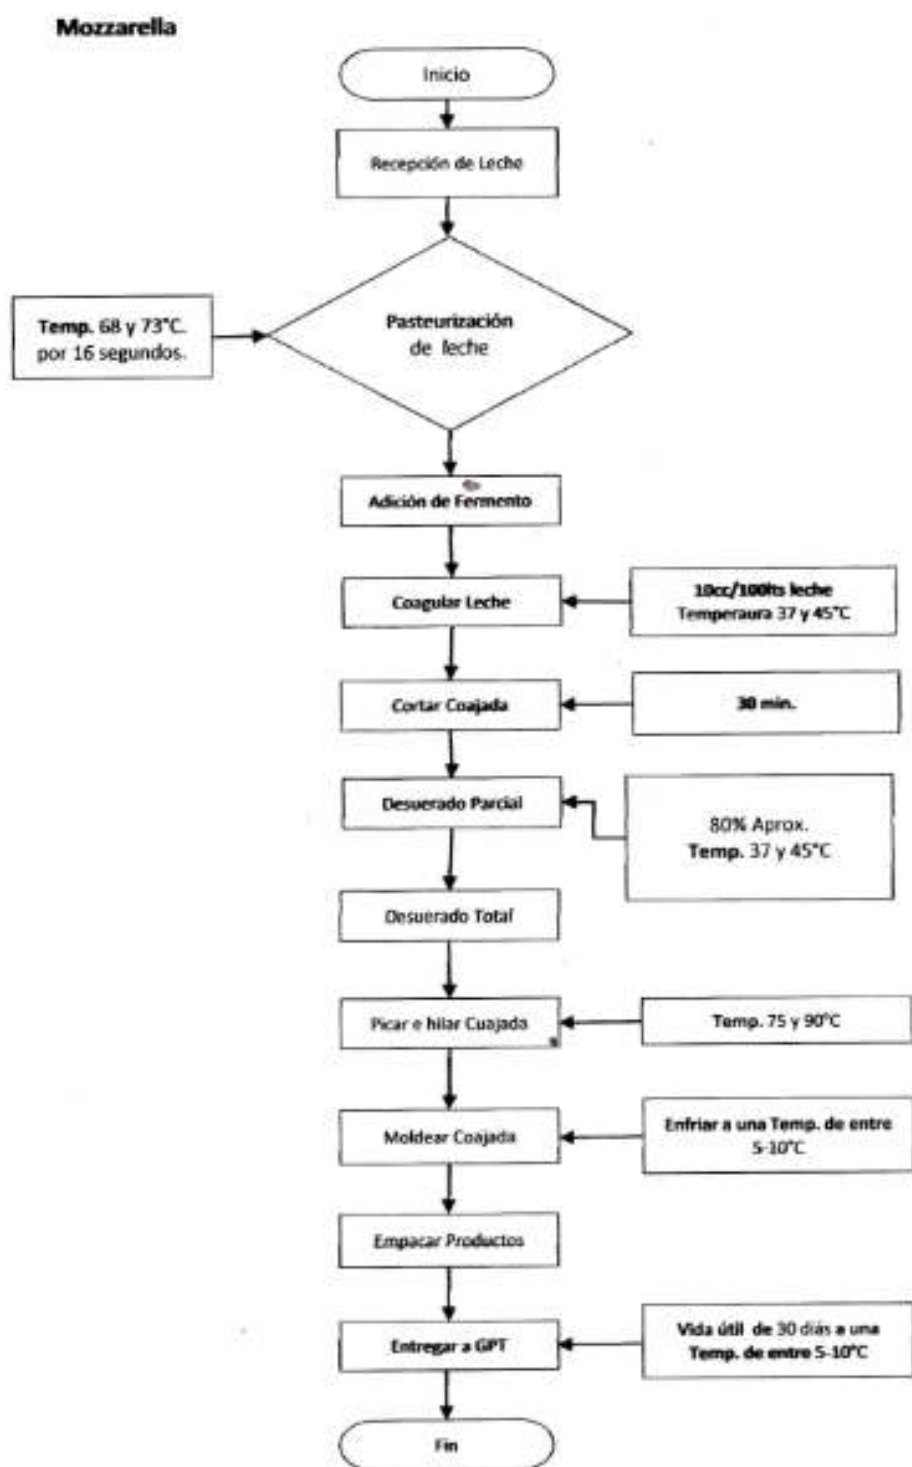 Mozzarella
Inicio
Recepción de Leche
Pasteurización
de leche
Temp. 68 y 73°C.
por 16 segundos.
Adición de Fermento
Coagular Leche
10cc/100lts leche
Temperaura 37 y 45°C
Cortar Coajada
30 min.
Desuerado Parcial
80% Aprox.
Temp. 37 y 45°C
Desuerado Total
Picar e hilar Cuajada
Temp. 75 y 90°C
Moldear Coajada
Enfriar a una Temp. de entre
5-10°C
Empacar Productos
Entregar a GPT
Vida útil de 30 diás a una
Temp. de entre 5-10°C
Fin